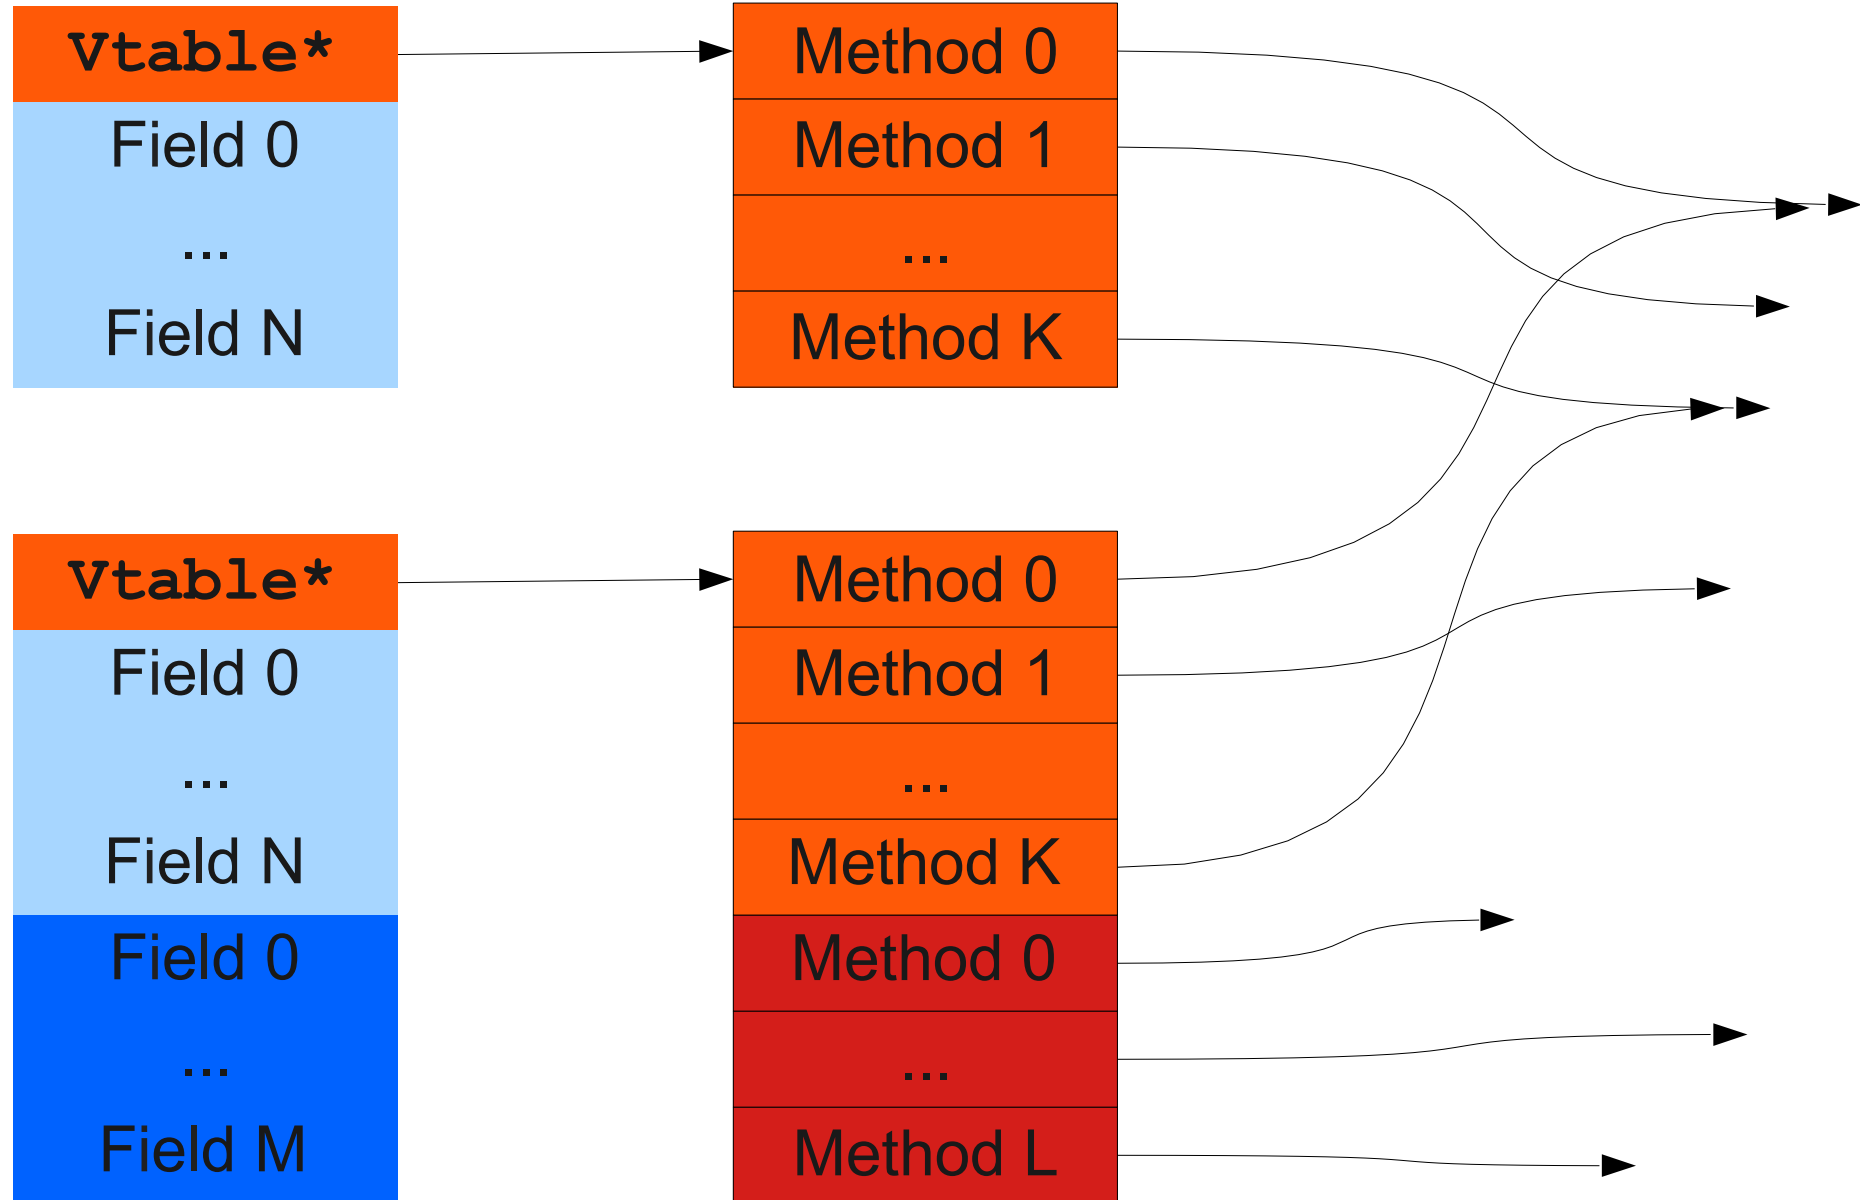 Vtable*
Field 0
...
Field N
Method 0
Method 1
...
Method K
Vtable*
Field 0
...
Field N
Field 0
...
Field M
Method 0
Method 1
...
Method K
Method 0
...
Method L